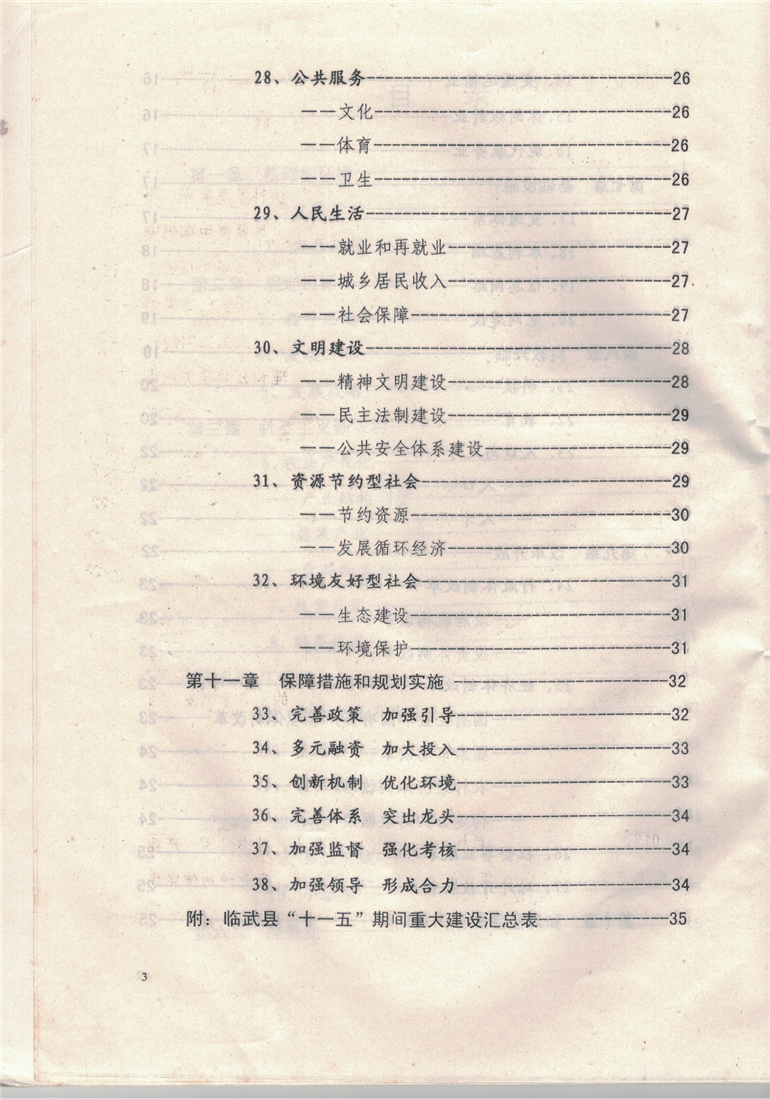 28、公共服务--------26
——文化--------26
——体育--------26
——卫生--------26
29、人民生活--------27
——就业和再就业--------27
——城乡居民收入--------27
——社会保障--------27
30、文明建设--------28
——精神文明建设--------28
——民主法制建设--------29
——公共安全体系建设--------29
31、资源节约型社会--------29
——节约资源--------30
——发展循环经济--------30
32、环境友好型社会--------31
——生态建设--------31
——环境保护--------31
第十一章 保障措施和规划实施--------32
33、完善政策 加强引导--------32
34、多元融资 加大投入--------33
35、创新机制 优化环境--------33
36、完善体系 突出龙头--------34
37、加强监督 强化考核--------34
38、加强领导 形成合力--------34
附：临武县“十一五”期间重大建设汇总表--------35
3